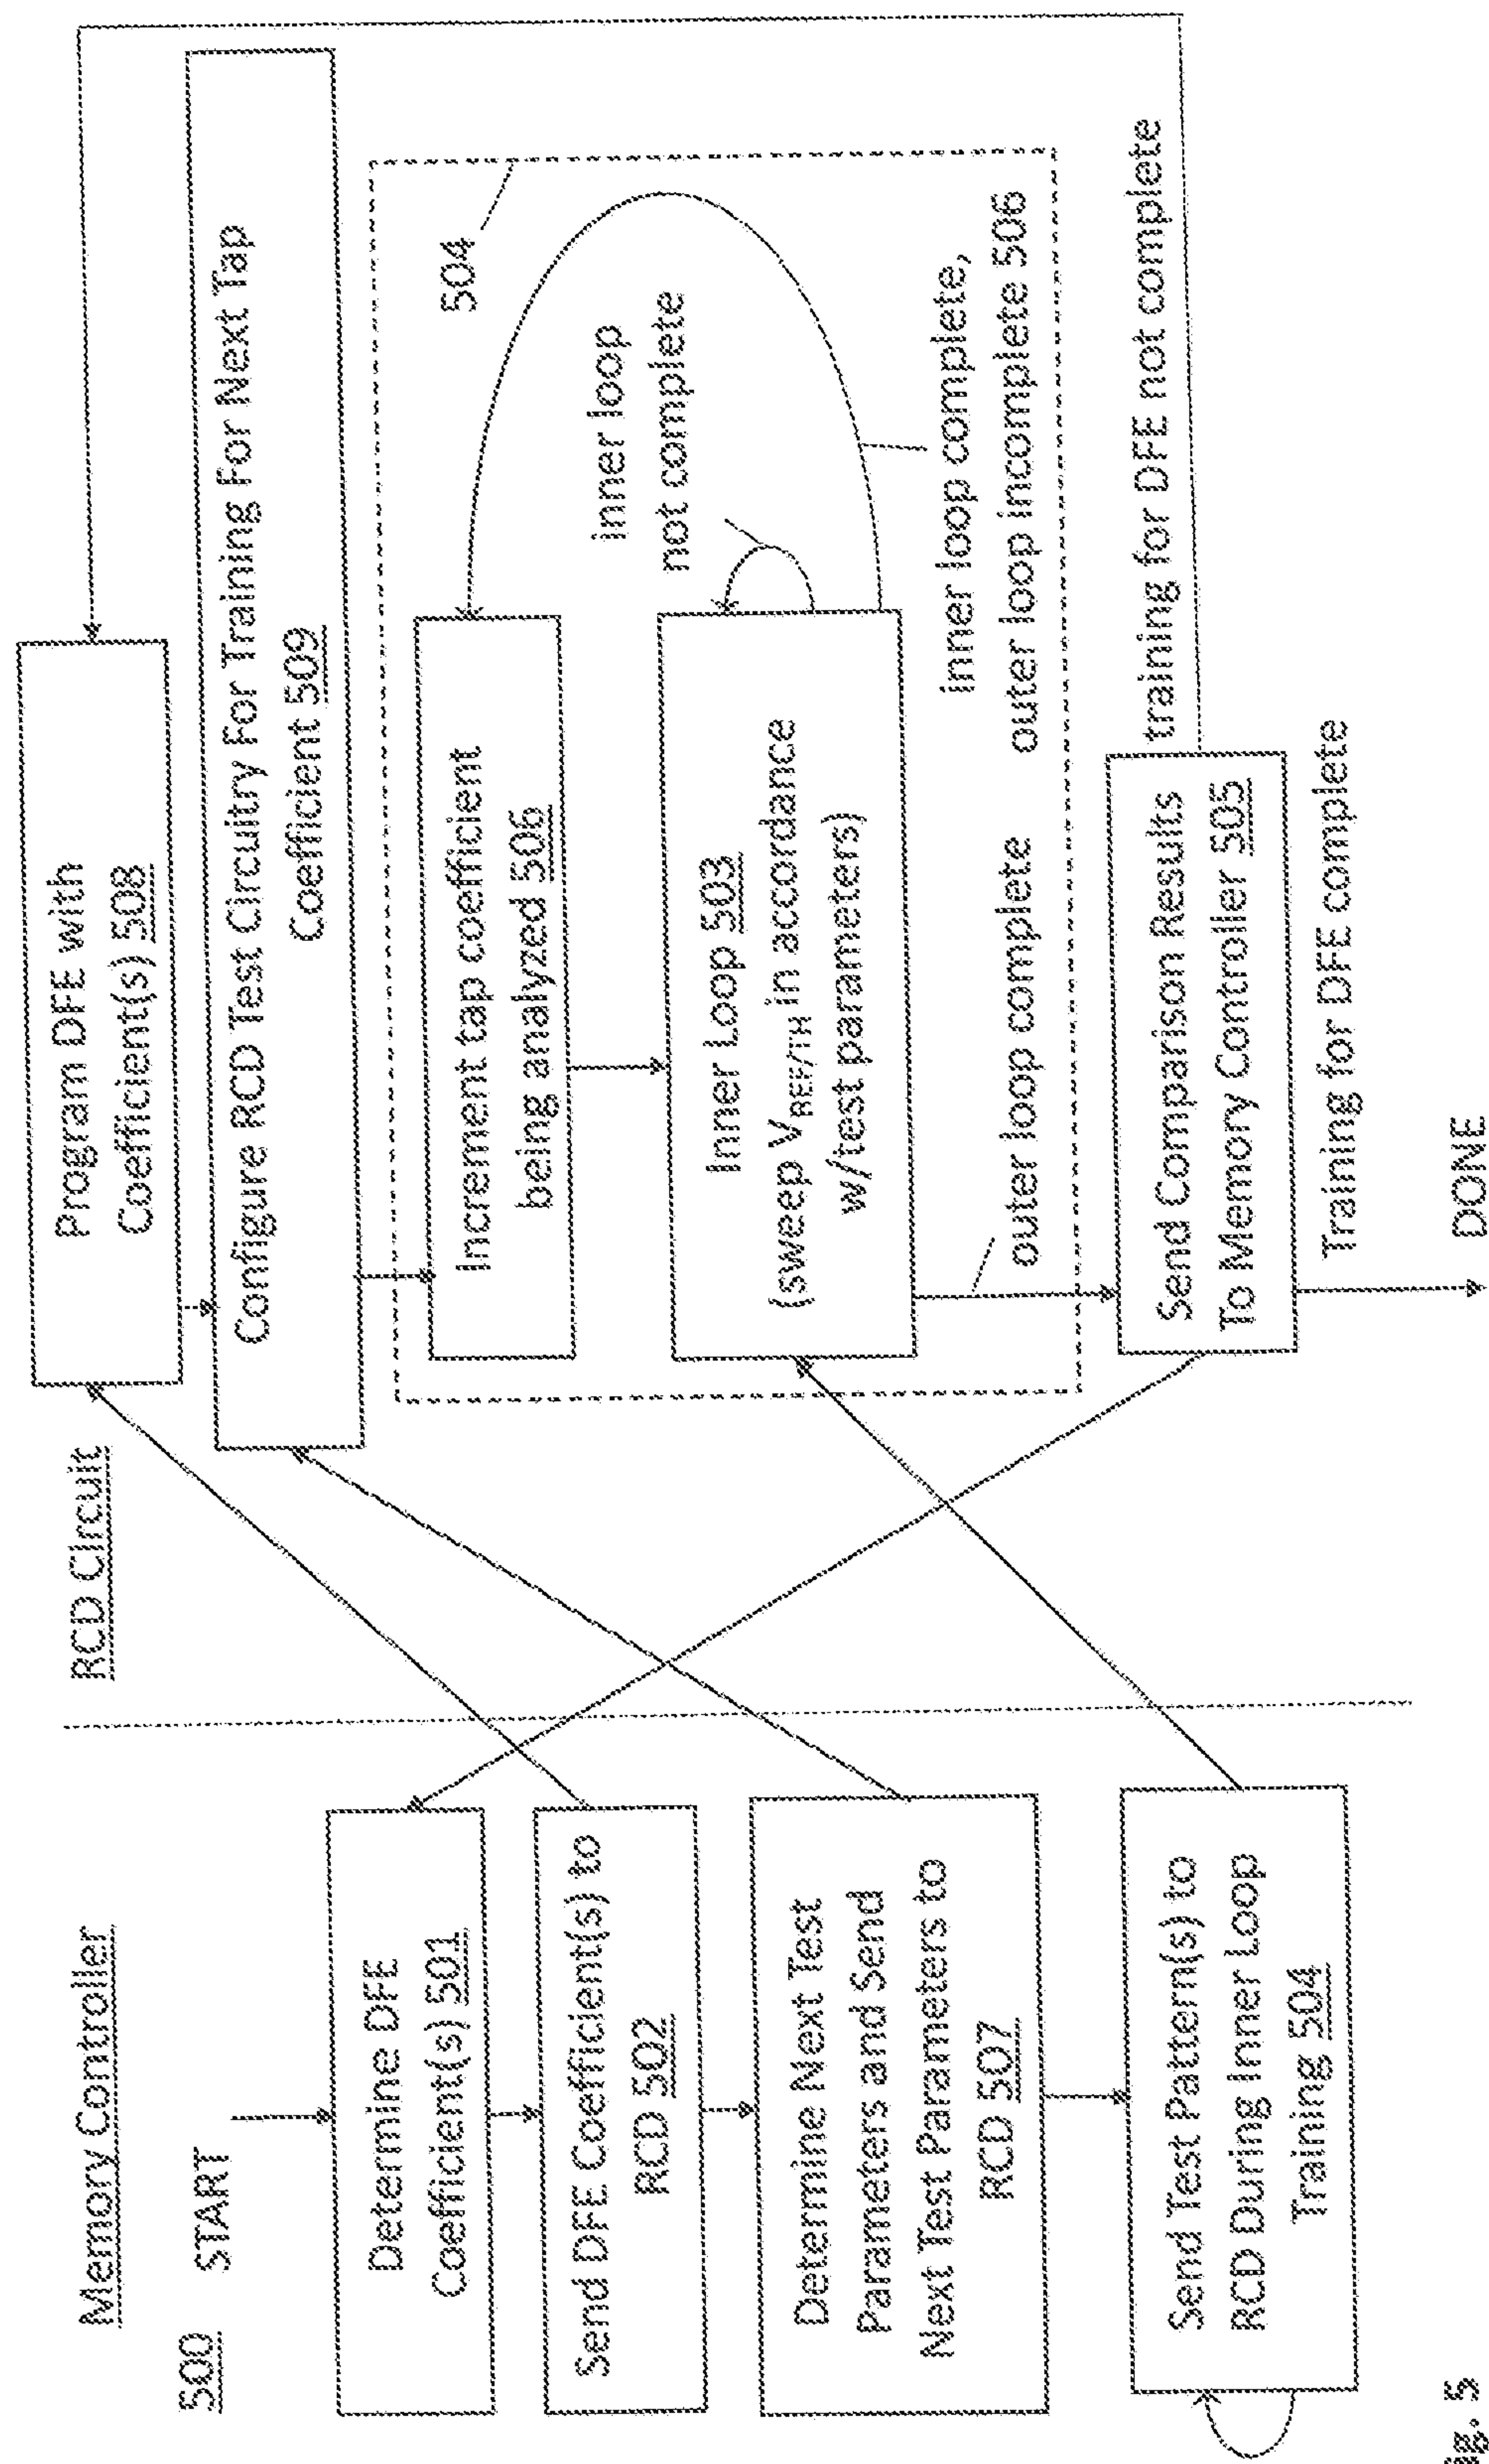 Memory Controller
500
START
Determine DFE
Coefficient(s) 501
Send DFE Coefficient(s) to
RCD 502
Determine Next Test
Parameters and Send
Next Test Parameters to
RCD 507
Send Test Pattern(s) to
RCD During Inner Loop
Training 504
RCD Circuit
Program DFE with
Coefficient(s) 508
Configure RCD Test Circuitry For Training For Next Tap
Coefficient 509
504
Increment tap coefficient
being analyzed 506
inner loop
not complete
Inner Loop 503
(sweep VREF/TH in accordance
w/test parameters)
inner loop complete,
outer loop incomplete 506
outer loop complete
Send Comparison Results
To Memory Controller 505
training for DFE not complete
Training for DFE complete
DONE
ig. 5